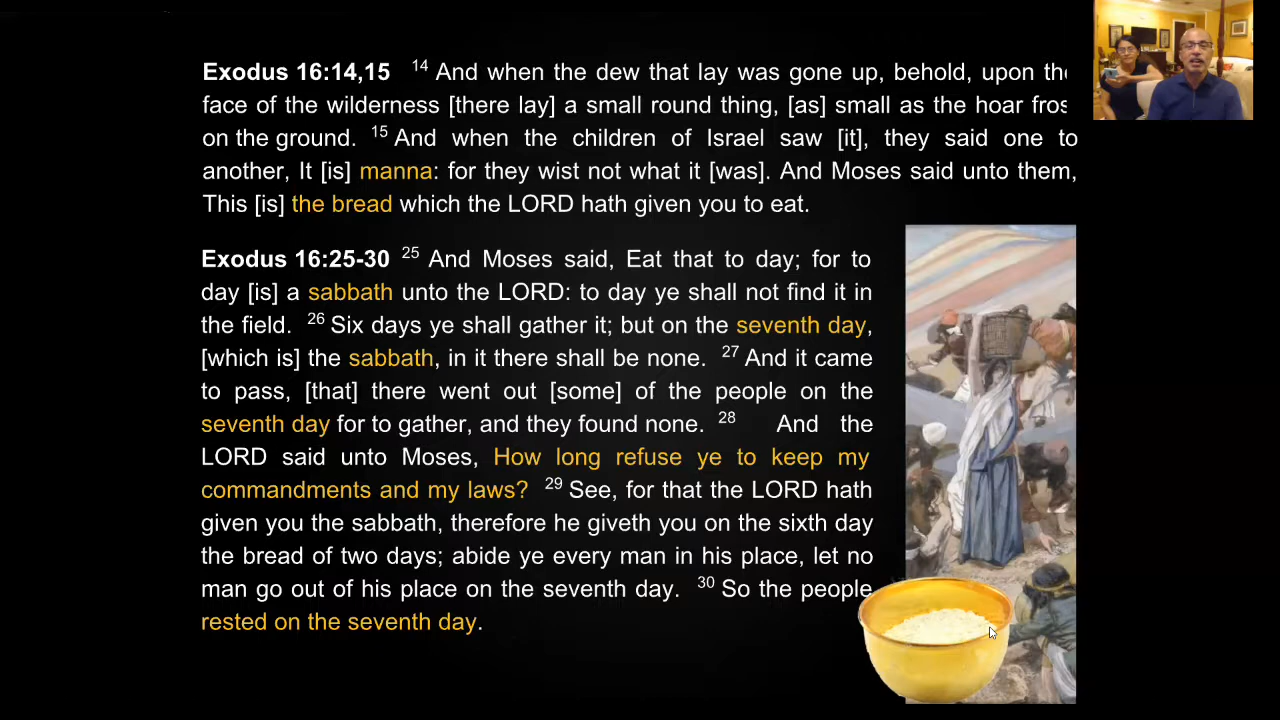 Exodus 16:14,15 14 And when the dew that lay was gone up, behold, upon the
face of the wilderness [there lay] a small round thing, [as] small as the hoar fros
on the ground. 15 And when the children of Israel saw [it], they said one to
another, It [is] manna: for they wist not what it [was]. And Moses said unto them,
This [is] the bread which the LORD hath given you to eat.
Exodus 16:25-30 25 And Moses said, Eat that to day; for to
day [is] a sabbath unto the LORD: to day ye shall not find it in
the field. 26 Six days ye shall gather it; but on the seventh day,
[which is] the sabbath, in it there shall be none. 27 And it came
to pass, [that] there went out [some] of the people on the
seventh day for to gather, and they found none. 28 And the
LORD said unto Moses, How long refuse ye to keep my
commandments and my laws? 29 See, for that the LORD hath
given you the sabbath, therefore he giveth you on the sixth day
the bread of two days; abide ye every man in his place, let no
man go out of his place on the seventh day. 30 So the people
rested on the seventh day.